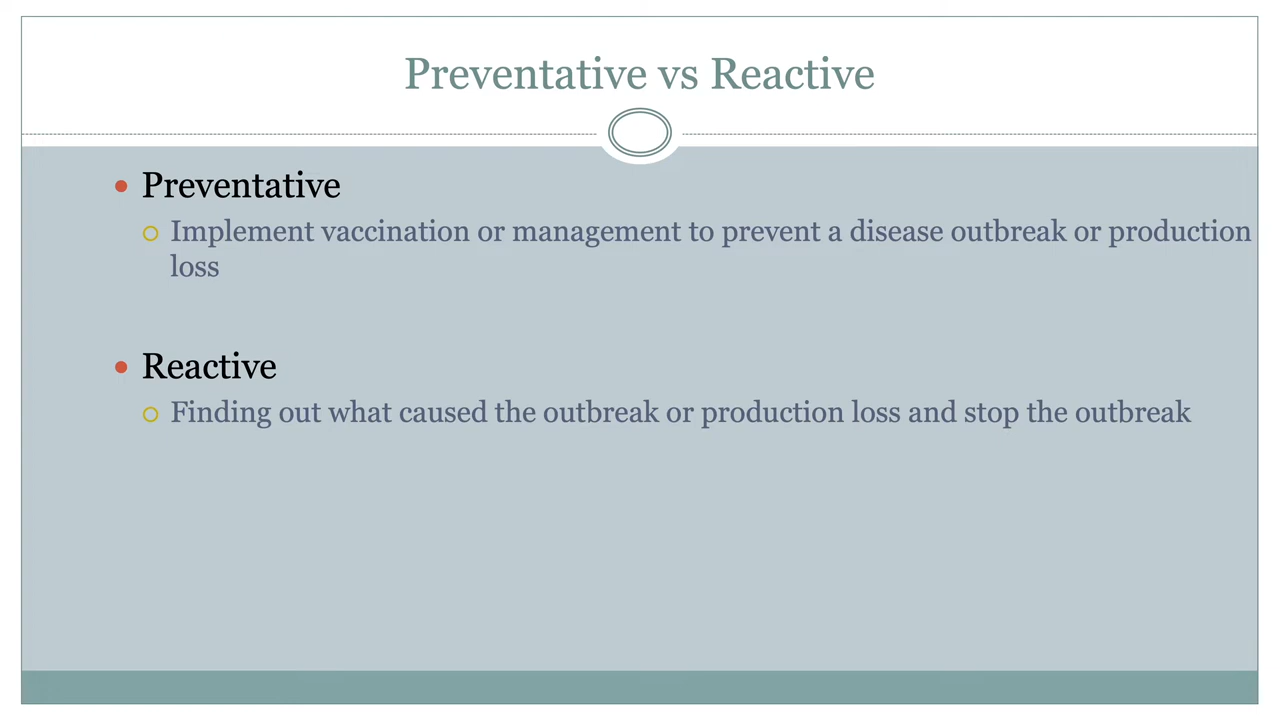 Preventative vs Reactive
Preventative
Implement vaccination or management to prevent a disease outbreak or production
loss
Reactive
Finding out what caused the outbreak or production loss and stop the outbreak